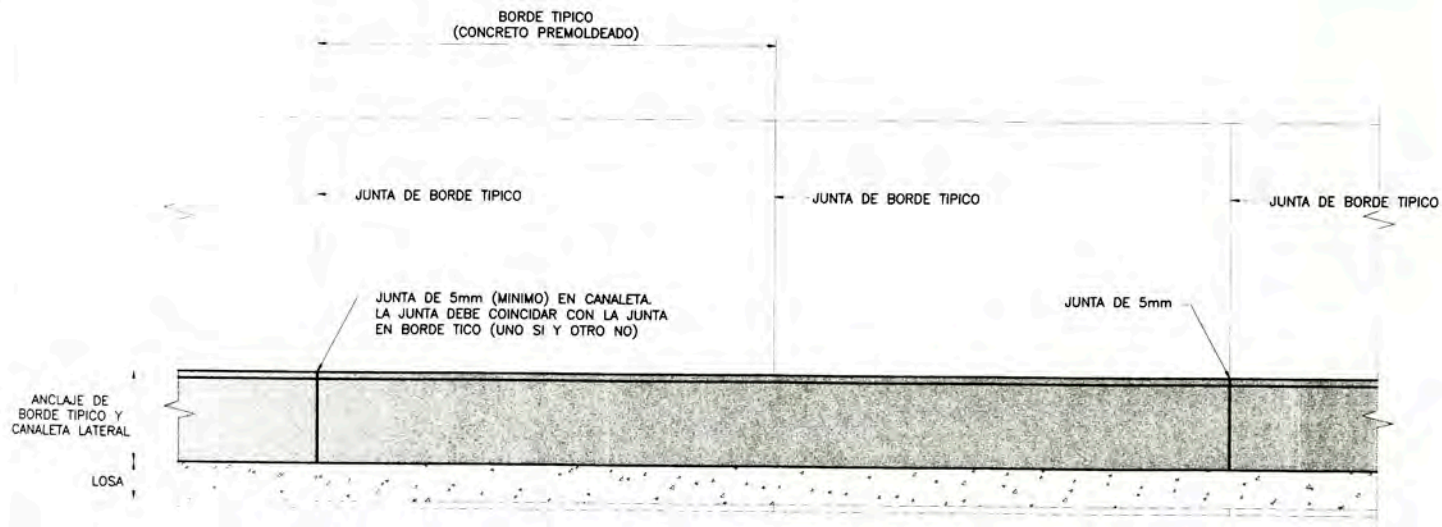 BORDE TIPICO
(CONCRETO PREMOLDEADO)
JUNTA DE BORDE TIPICO
JUNTA DE BORDE TIPICO
JUNTA DE BORDE TIPICO
JUNTA DE 5mm (MINIMO) EN CANALETA.
LA JUNTA DEBE COINCIDAR CON LA JUNTA
EN BORDE TICO (UNO SI Y OTRO NO)
JUNTA DE 5mm
ANCLAJE DE
BORDE TIPICO Y
CANALETA LATERAL
LOSA